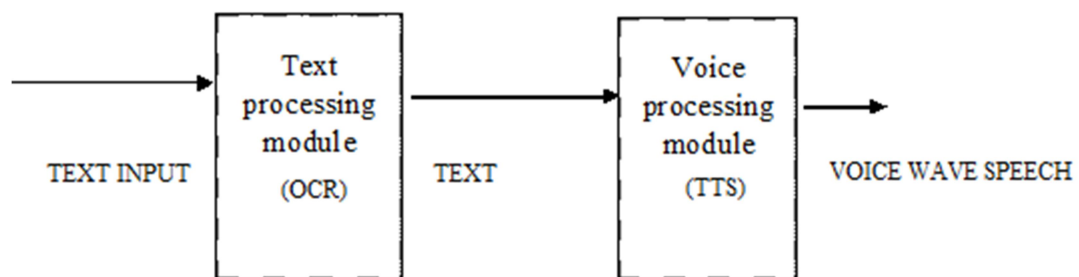 Text
processing
module
(OCR)
Voice
processing
module
(TTS)
TEXT INPUT
TEXT
VOICE WAVE SPEECH